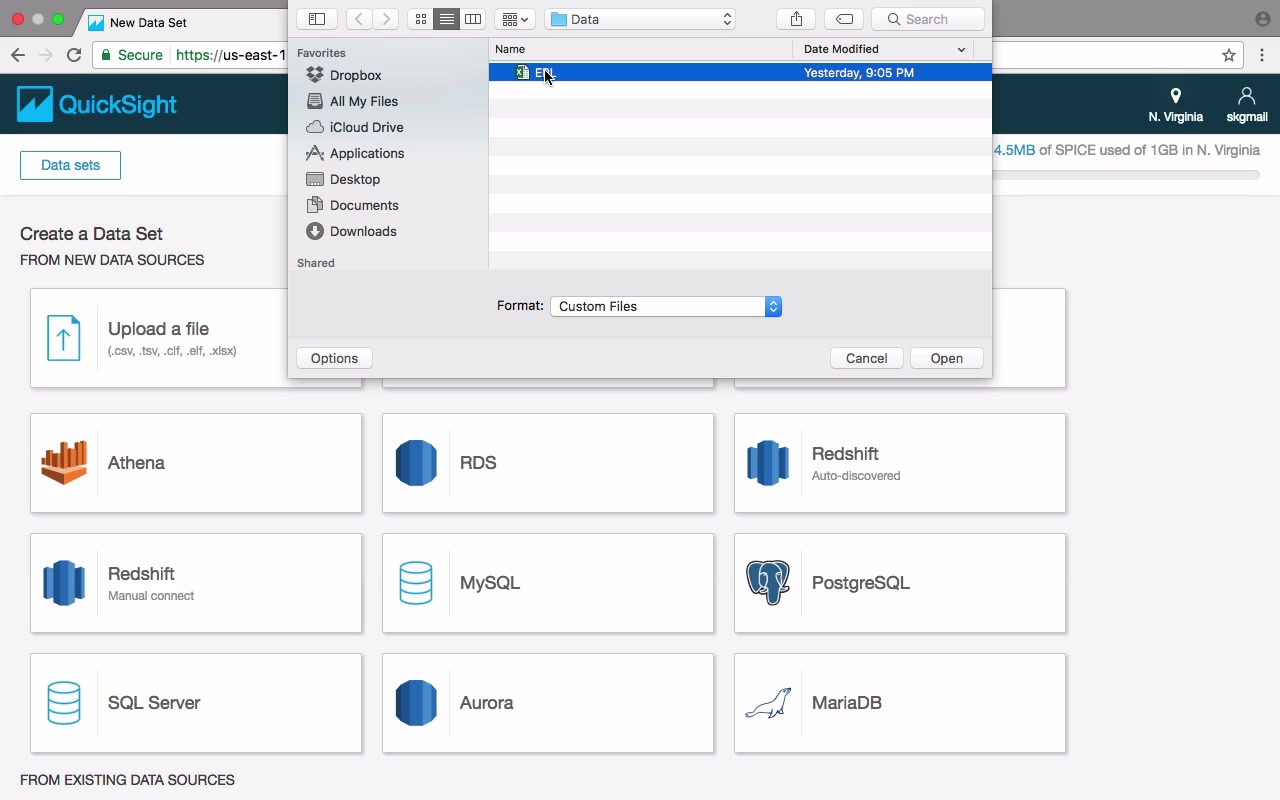 New Data Set
Data
Search
Secure https://us-east-1
Favorites
Dropbox
All My Files
iCloud Drive
Applications
Desktop
Documents
Downloads
Shared
Name Date Modified
Yesterday, 9:05 PM
Format: Custom Files
Options Cancel Open
QuickSight
N. Virginia skgmail
Data sets
4.5MB of SPICE used of 1GB in N. Virginia
Create a Data Set
FROM NEW DATA SOURCES
Upload a file
(.csv, .tsv, .clf, .elf, .xlsx)
Athena
RDS
Redshift
Auto-discovered
Redshift
Manual connect
MySQL
PostgreSQL
SQL Server
Aurora
MariaDB
FROM EXISTING DATA SOURCES